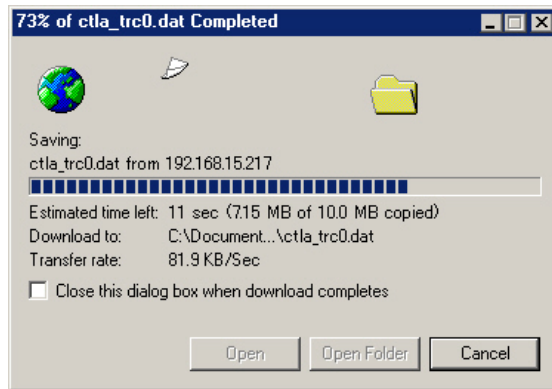 73% of ctla_trc0.dat Completed
Saving:
ctla_trc0.dat from 192.168.15.217
Estimated time left: 11 sec (7.15 MB of 10.0 MB copied)
Download to: C:\Document...\ctla_trc0.dat
Transfer rate: 81.9 KB/Sec
Close this dialog box when download completes
Open Open Folder Cancel